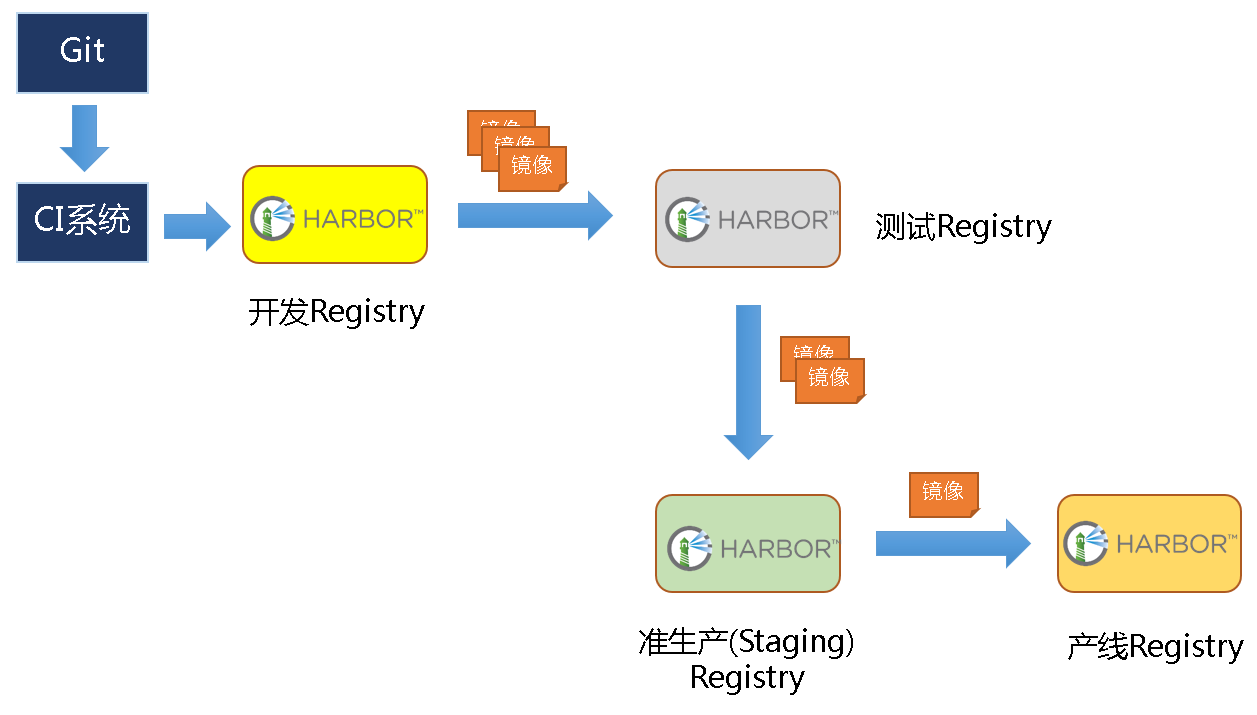 Git
CI系统
HARBOR™
开发Registry
镜像
镜像
镜像
HARBOR™
测试Registry
镜像
镜像
HARBOR™
准生产(Staging)
Registry
镜像
HARBOR™
产线Registry